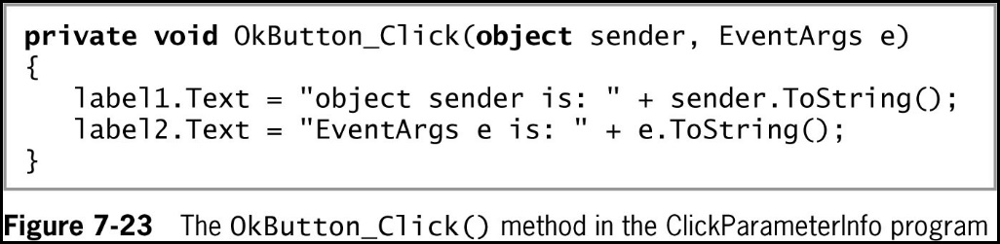 private void OkButton_Click(object sender, EventArgs e)
{
label1.Text = "object sender is: " + sender.ToString();
label2.Text = "EventArgs e is: " + e.ToString();
}
Figure 7-23 The OkButton_Click() method in the ClickParameterInfo program